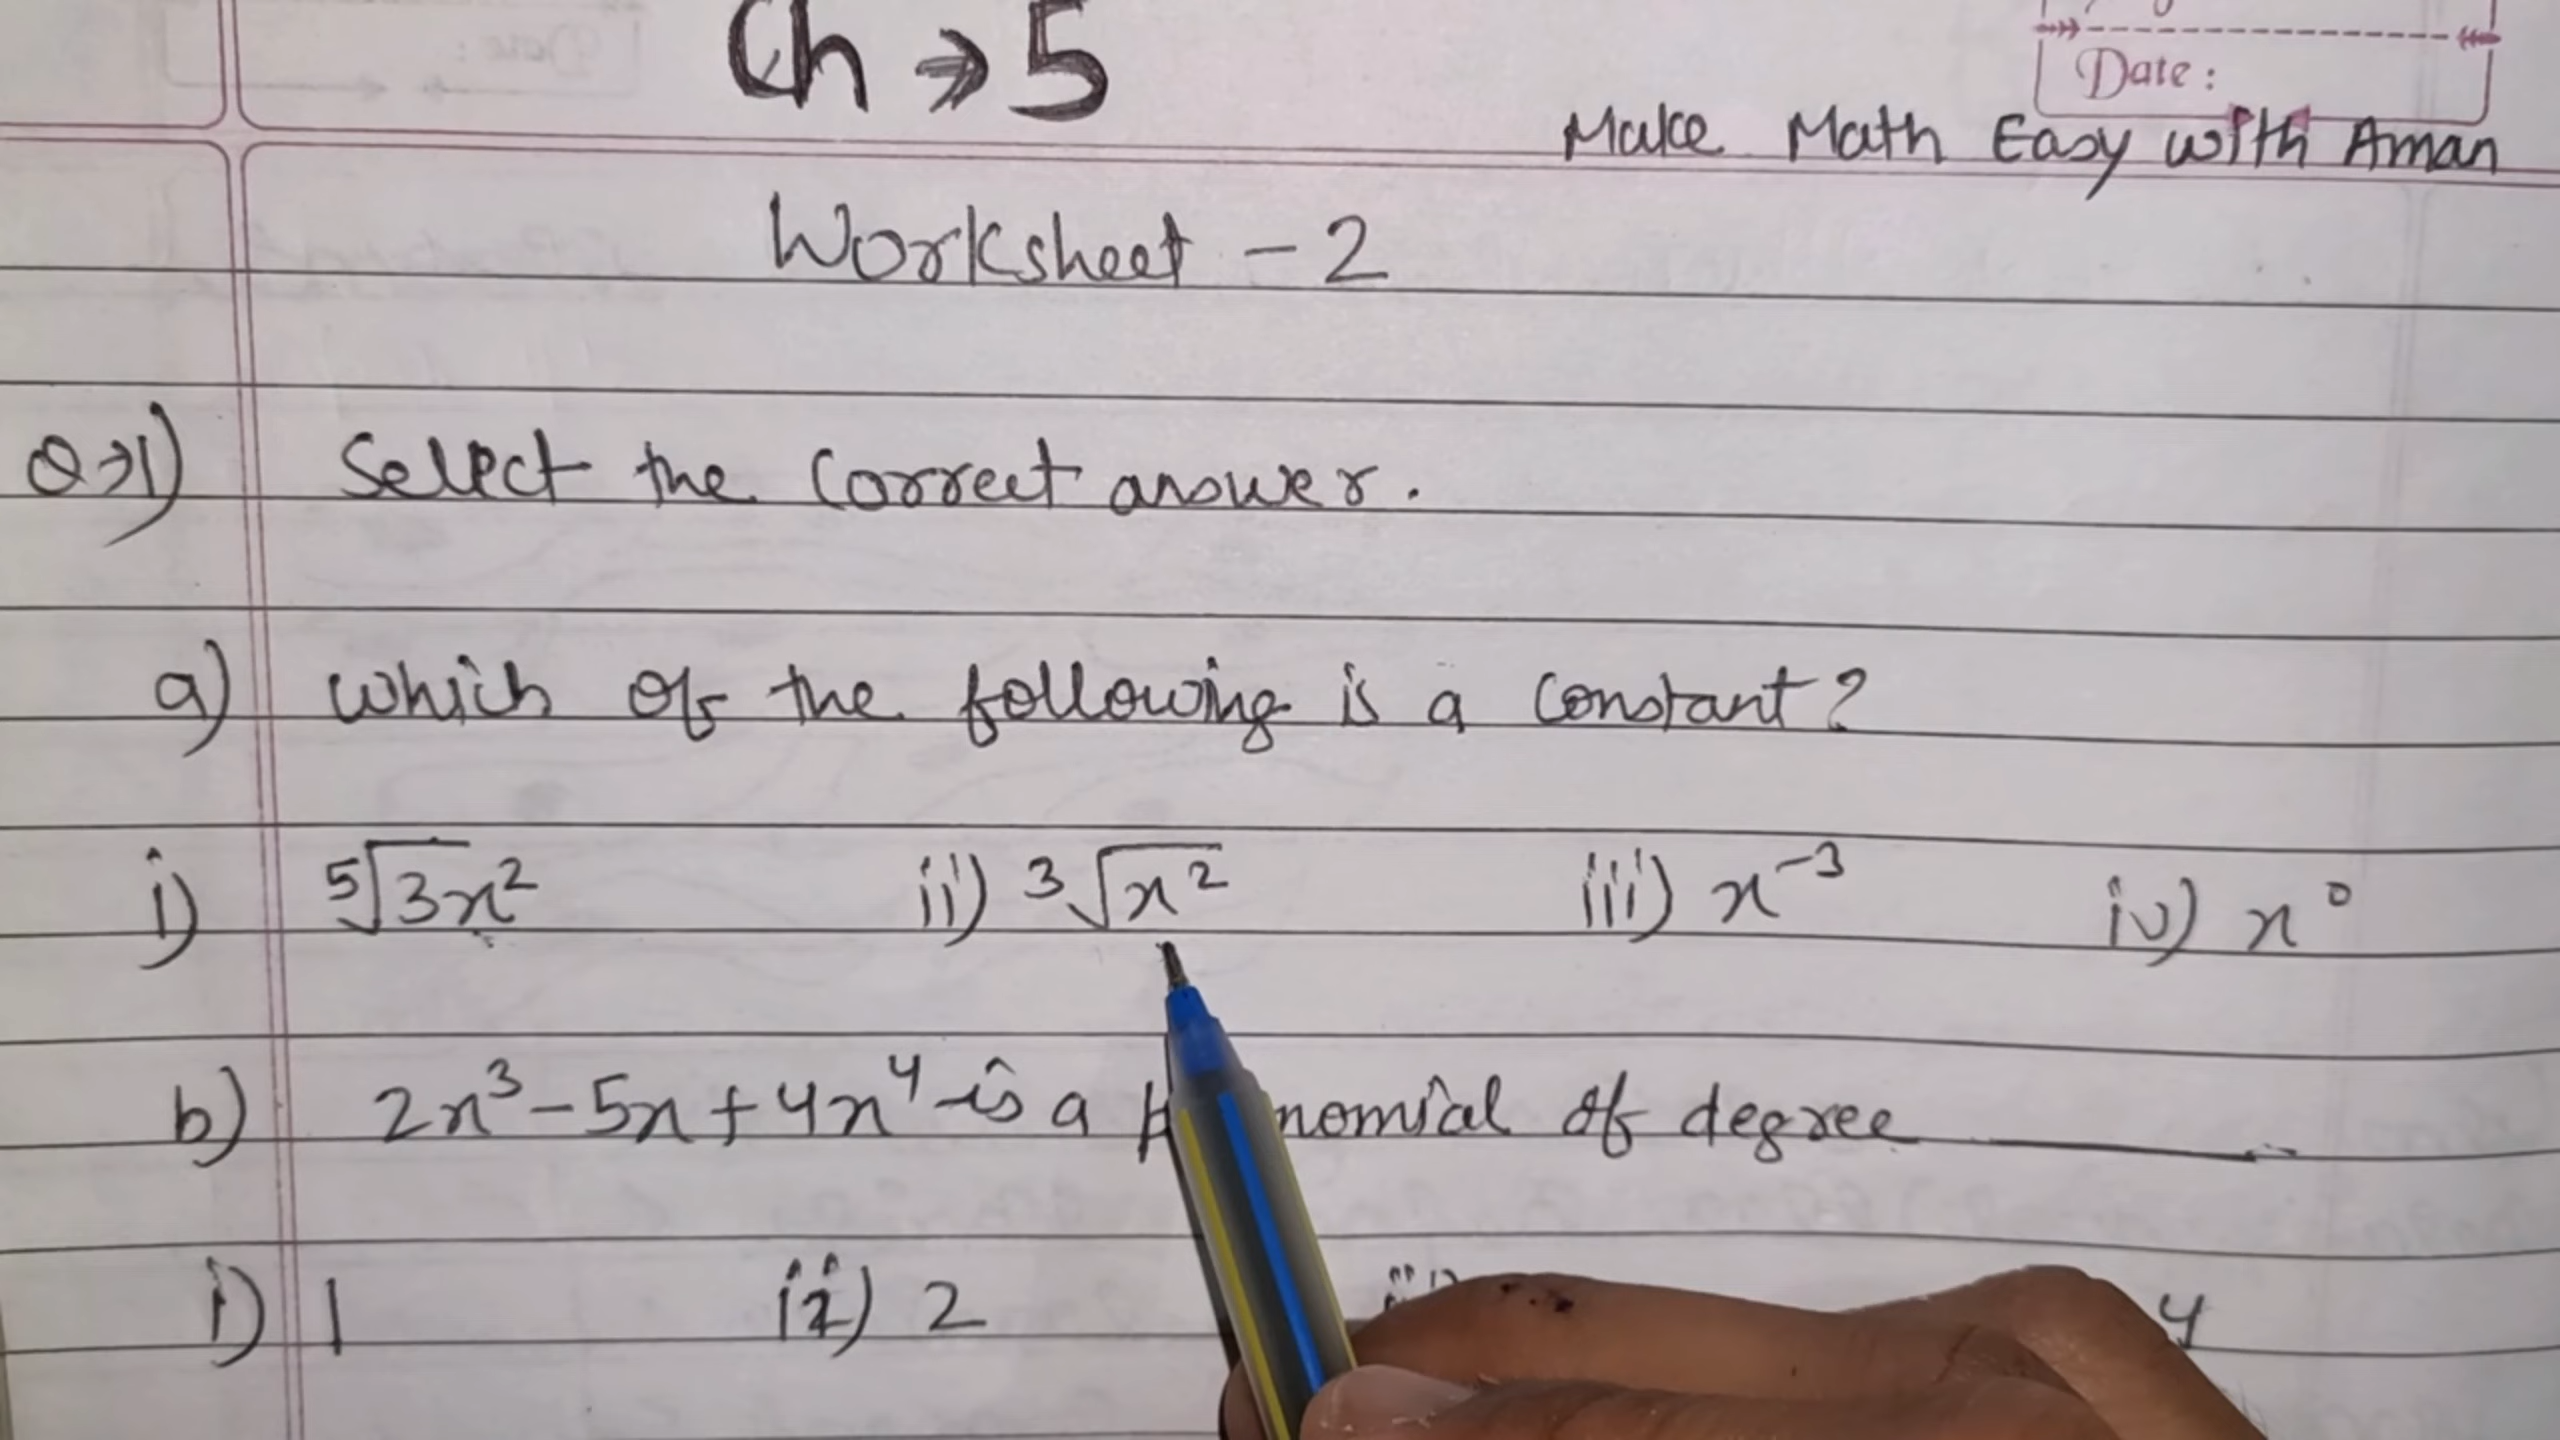 Ch → 5
Date :
Make Math Easy with Aman
Worksheet - 2
Q→1) Select the correct answer.
a) which of the following is a constant?
i) ⁵√3x² ii) ³√x² iii) x⁻³ iv) x⁰
b) 2x³ - 5x + 4x⁴ is a nomial of degree ____
i) 1 ii) 2 4